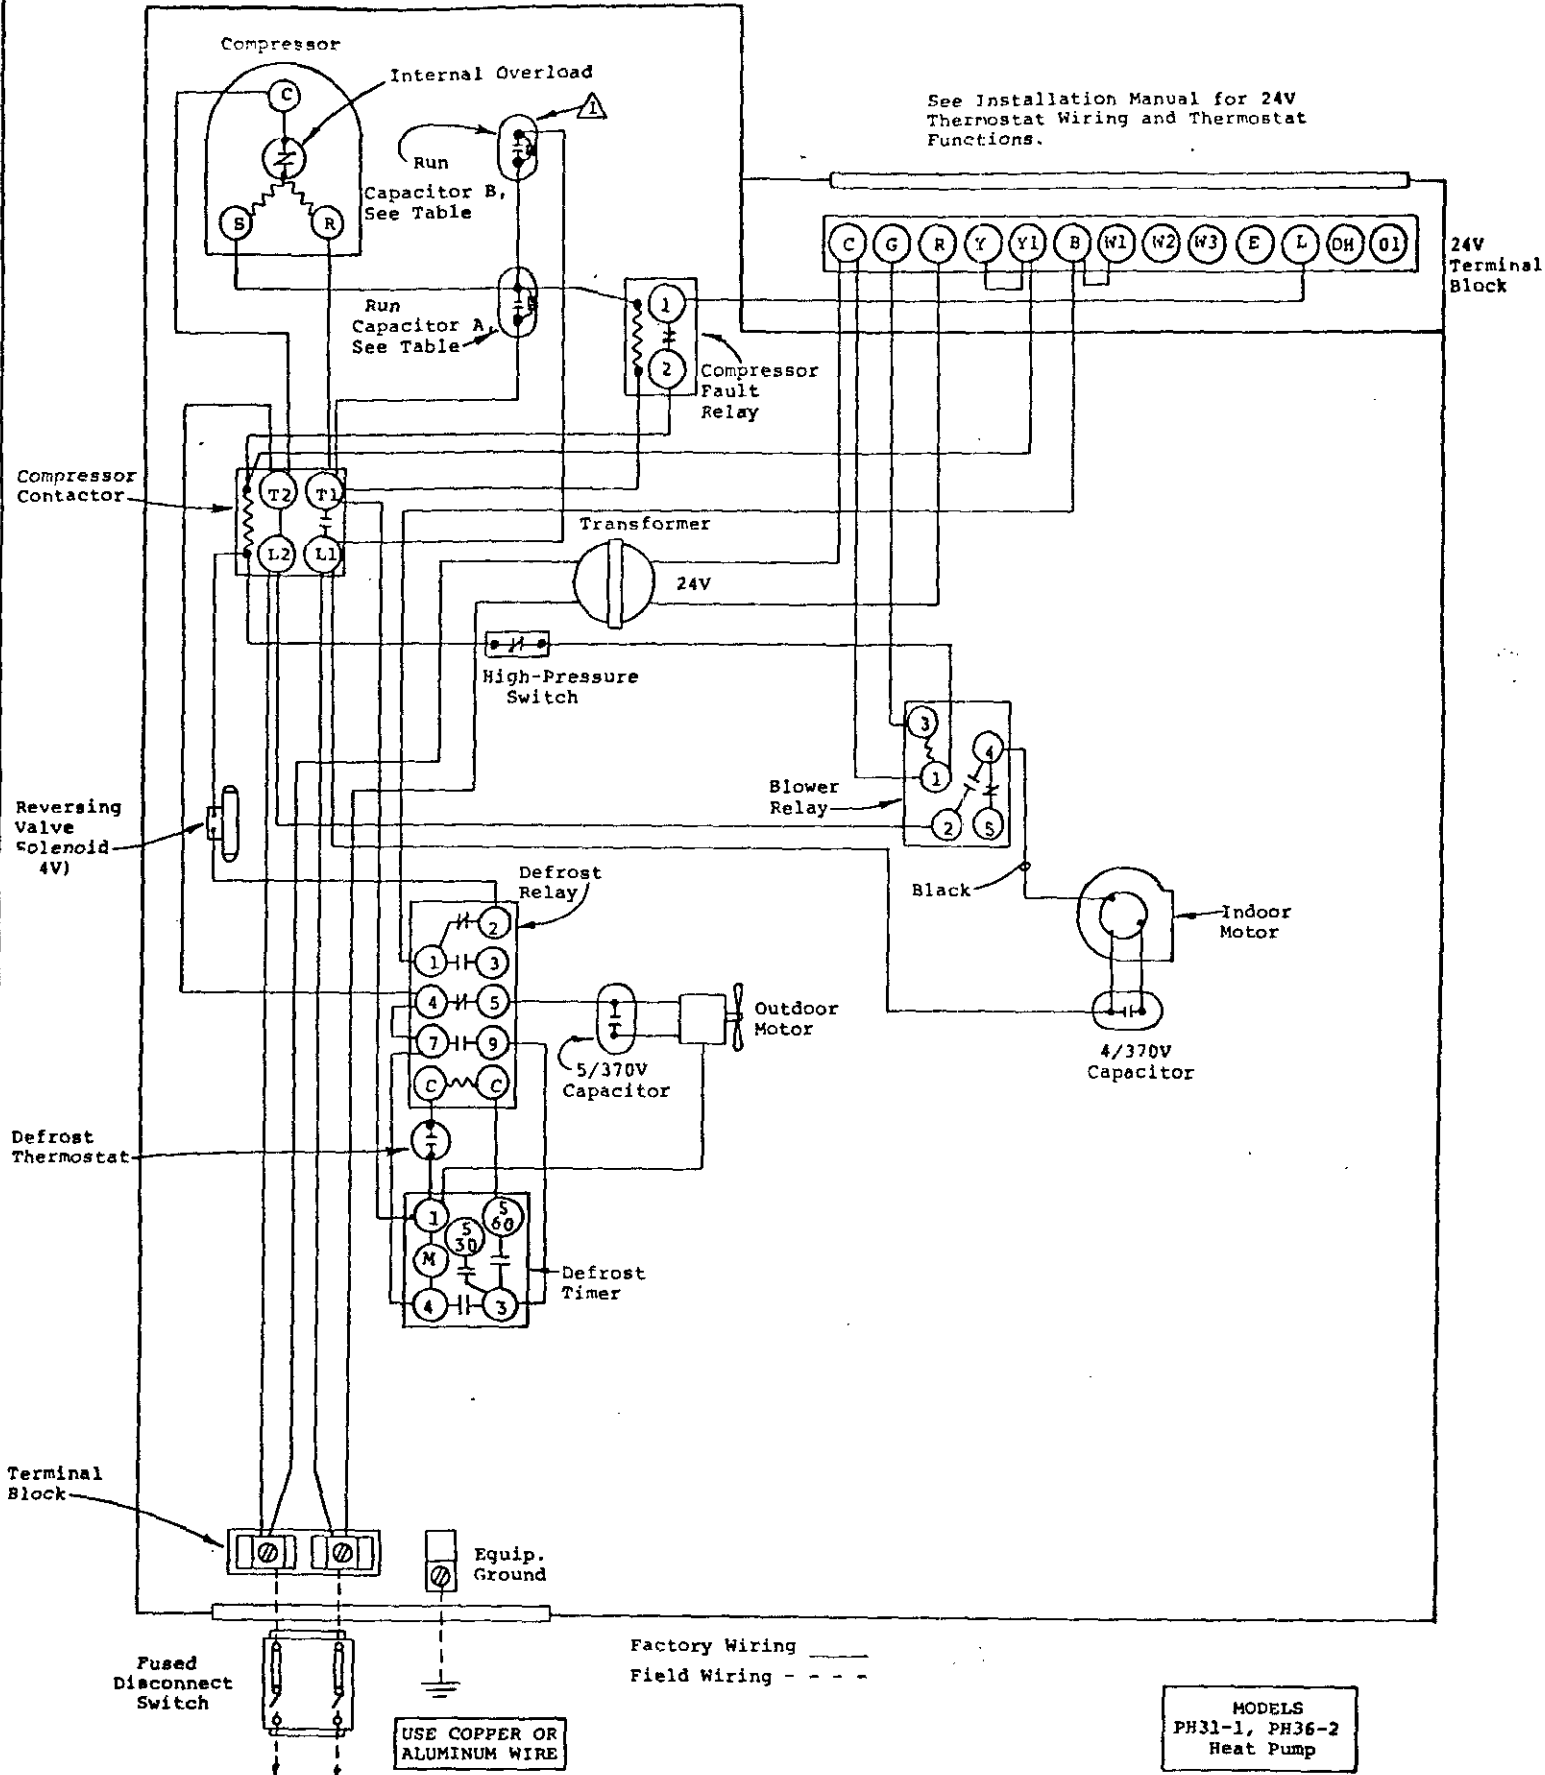 Compressor
Internal Overload
1
Run
Capacitor B,
See Table
C
S
R
See Installation Manual for 24V
Thermostat Wiring and Thermostat
Functions.
C G R Y Y1 B W1 W2 W3 E L DH O1
24V
Terminal
Block
Run
Capacitor A,
See Table
1
2
Compressor
Fault
Relay
Compressor
Contactor
T2 T1
L2 L1
Transformer
24V
High-Pressure
Switch
3
4
1
2 5
Blower
Relay
Reversing
Valve
Solenoid
4V)
Defrost
Relay
2
1 3
4 5
7 9
C C
Black
Indoor
Motor
Outdoor
Motor
5/370V
Capacitor
4/370V
Capacitor
Defrost
Thermostat
1
S
30
S
60
M
4 3
Defrost
Timer
Terminal
Block
Equip.
Ground
Fused
Disconnect
Switch
Factory Wiring
Field Wiring - - - -
USE COPPER OR
ALUMINUM WIRE
MODELS
PH31-1, PH36-2
Heat Pump